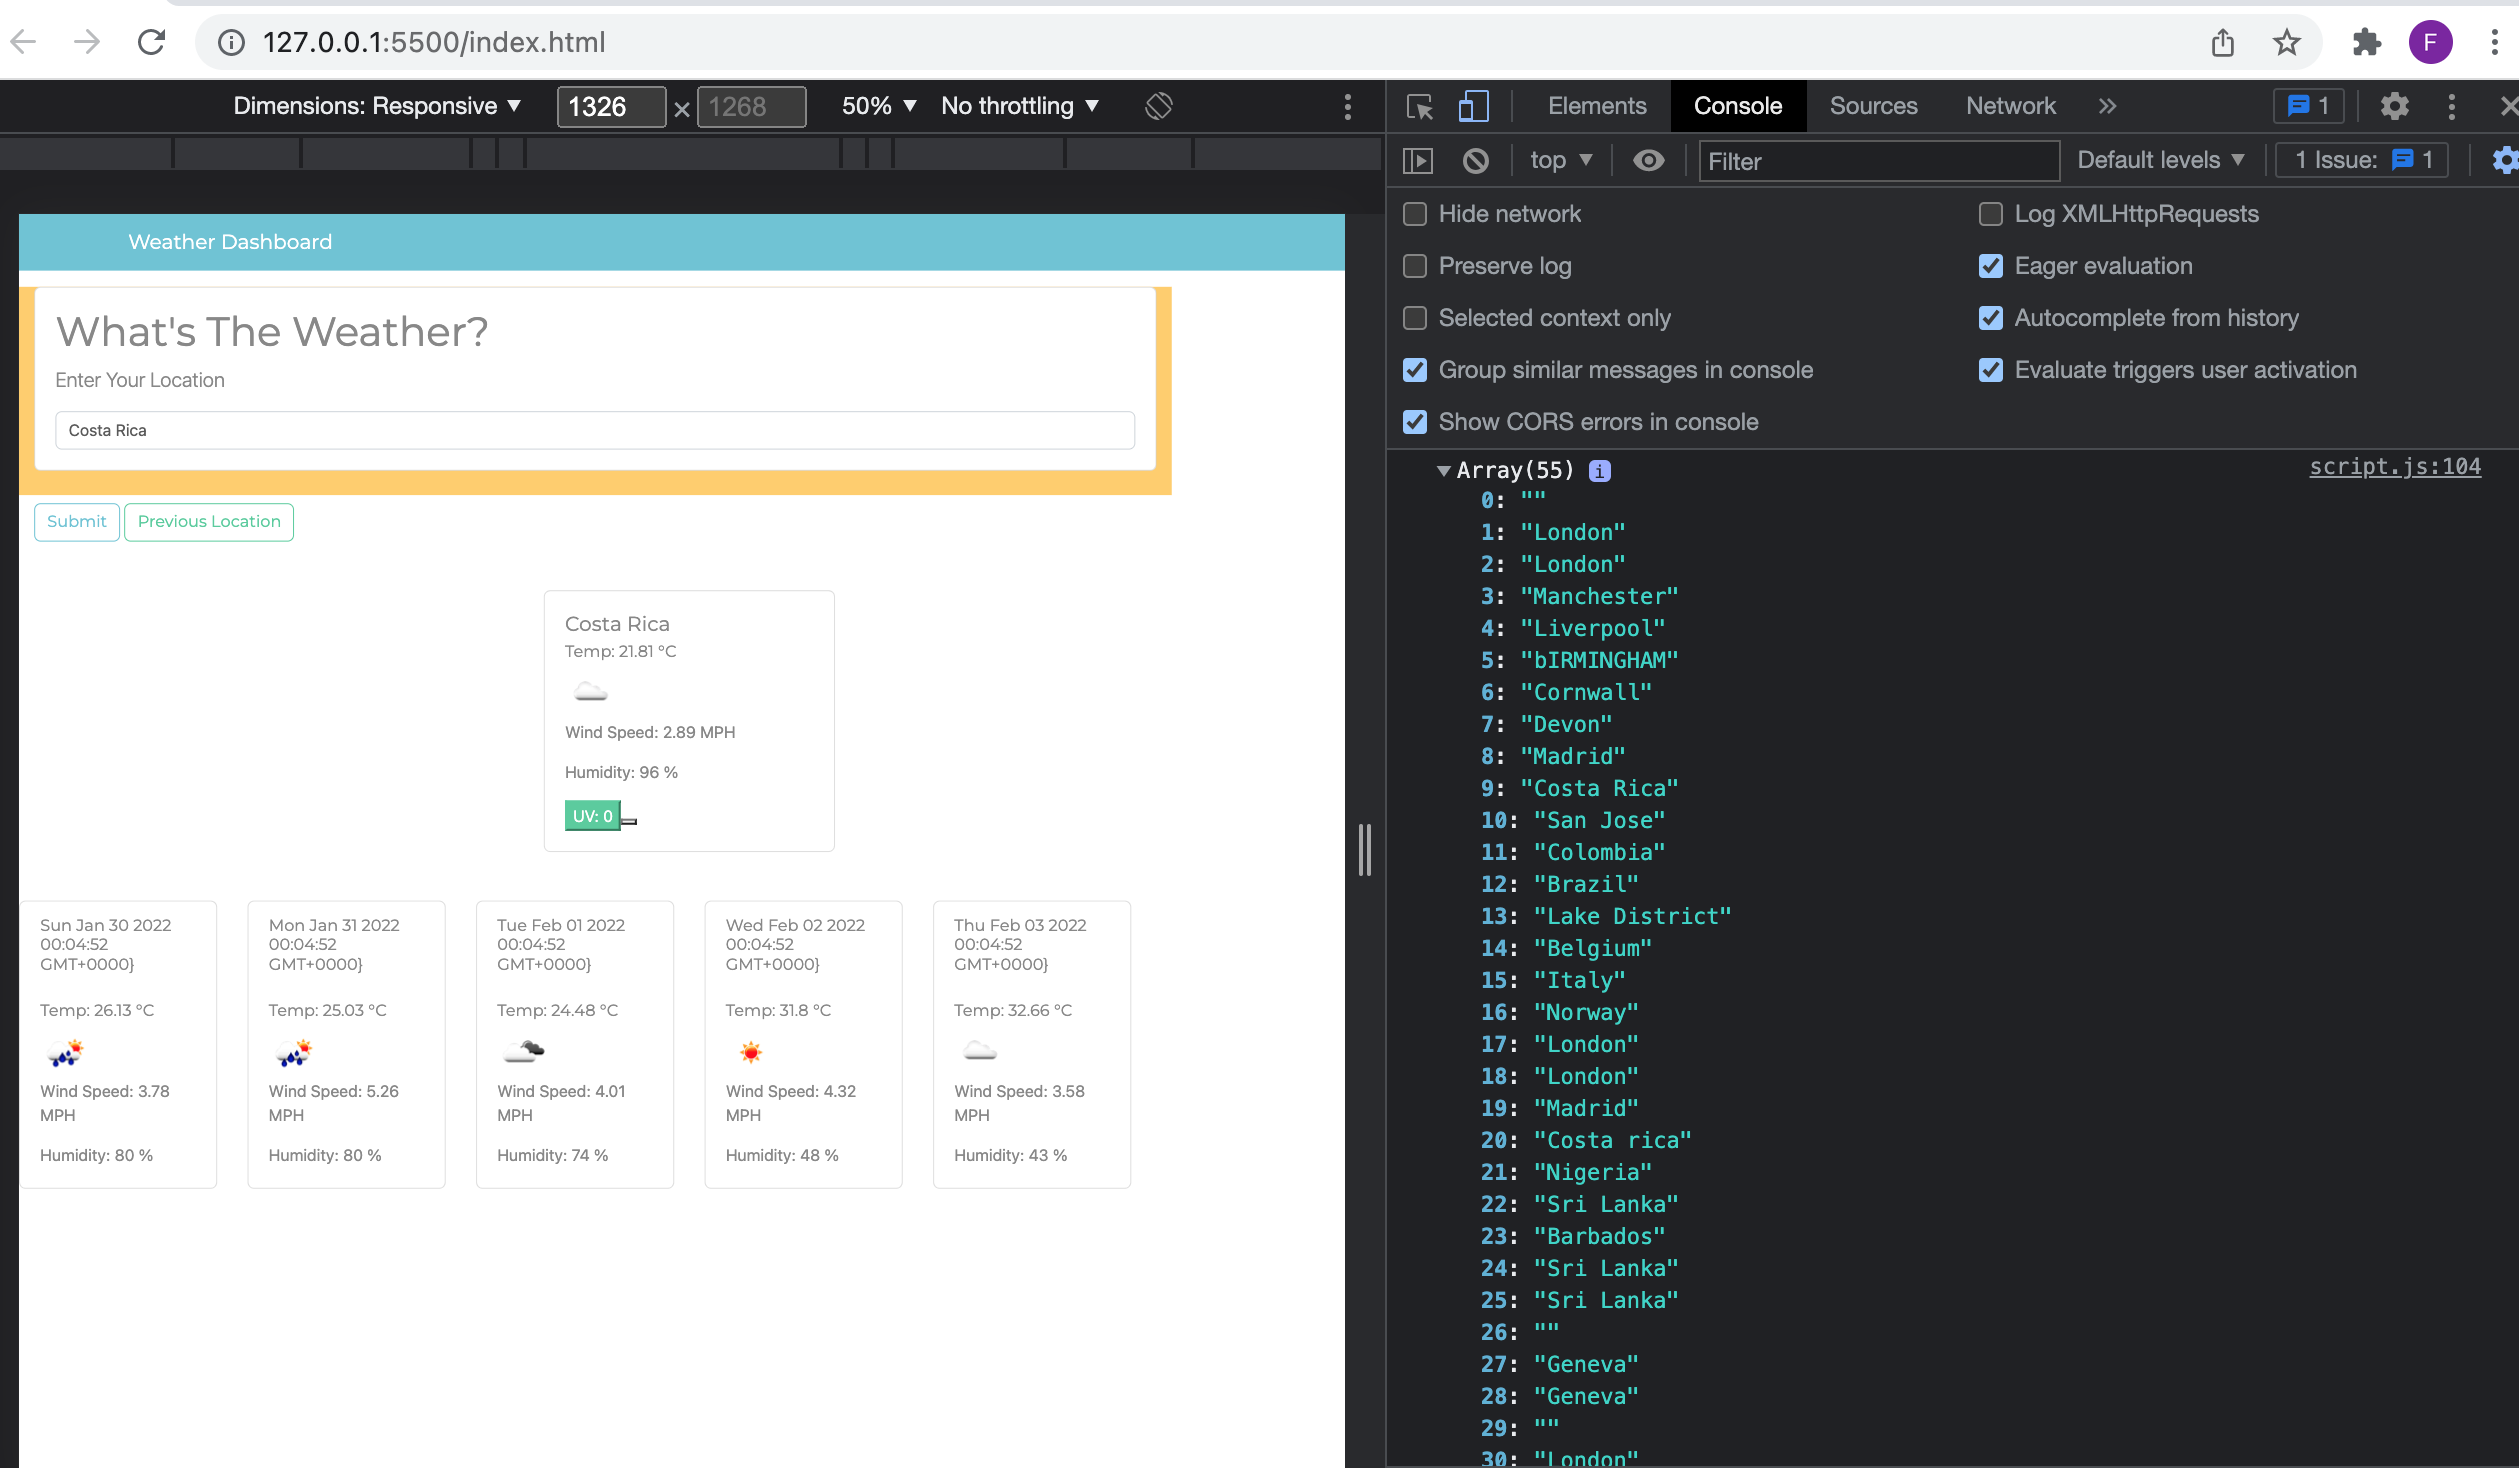 127.0.0.1:5500/index.html
F
Dimensions: Responsive ▼ 1326 × 1268 50% ▼ No throttling ▼
Elements Console Sources Network » 1
top ▼ Filter Default levels ▼ 1 Issue: 1
Hide network
Log XMLHttpRequests
Preserve log
Eager evaluation
Selected context only
Autocomplete from history
Group similar messages in console
Evaluate triggers user activation
Show CORS errors in console
Weather Dashboard
What's The Weather?
Enter Your Location
Costa Rica
Submit Previous Location
Costa Rica
Temp: 21.81 °C
Wind Speed: 2.89 MPH
Humidity: 96 %
UV: 0
Sun Jan 30 2022
00:04:52
GMT+0000}
Temp: 26.13 °C
Wind Speed: 3.78
MPH
Humidity: 80 %
Mon Jan 31 2022
00:04:52
GMT+0000}
Temp: 25.03 °C
Wind Speed: 5.26
MPH
Humidity: 80 %
Tue Feb 01 2022
00:04:52
GMT+0000}
Temp: 24.48 °C
Wind Speed: 4.01
MPH
Humidity: 74 %
Wed Feb 02 2022
00:04:52
GMT+0000}
Temp: 31.8 °C
Wind Speed: 4.32
MPH
Humidity: 48 %
Thu Feb 03 2022
00:04:52
GMT+0000}
Temp: 32.66 °C
Wind Speed: 3.58
MPH
Humidity: 43 %
▼Array(55) i script.js:104
0: ""
1: "London"
2: "London"
3: "Manchester"
4: "Liverpool"
5: "bIRMINGHAM"
6: "Cornwall"
7: "Devon"
8: "Madrid"
9: "Costa Rica"
10: "San Jose"
11: "Colombia"
12: "Brazil"
13: "Lake District"
14: "Belgium"
15: "Italy"
16: "Norway"
17: "London"
18: "London"
19: "Madrid"
20: "Costa rica"
21: "Nigeria"
22: "Sri Lanka"
23: "Barbados"
24: "Sri Lanka"
25: "Sri Lanka"
26: ""
27: "Geneva"
28: "Geneva"
29: ""
30: "London"